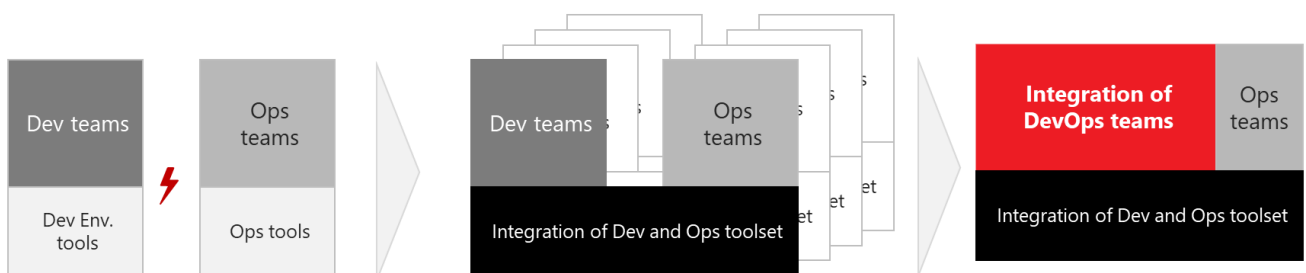 Dev teams
Ops
teams
Dev Env.
tools
Ops tools
Dev teams
Ops
teams
Integration of Dev and Ops toolset
Integration of
DevOps teams
Ops
teams
Integration of Dev and Ops toolset